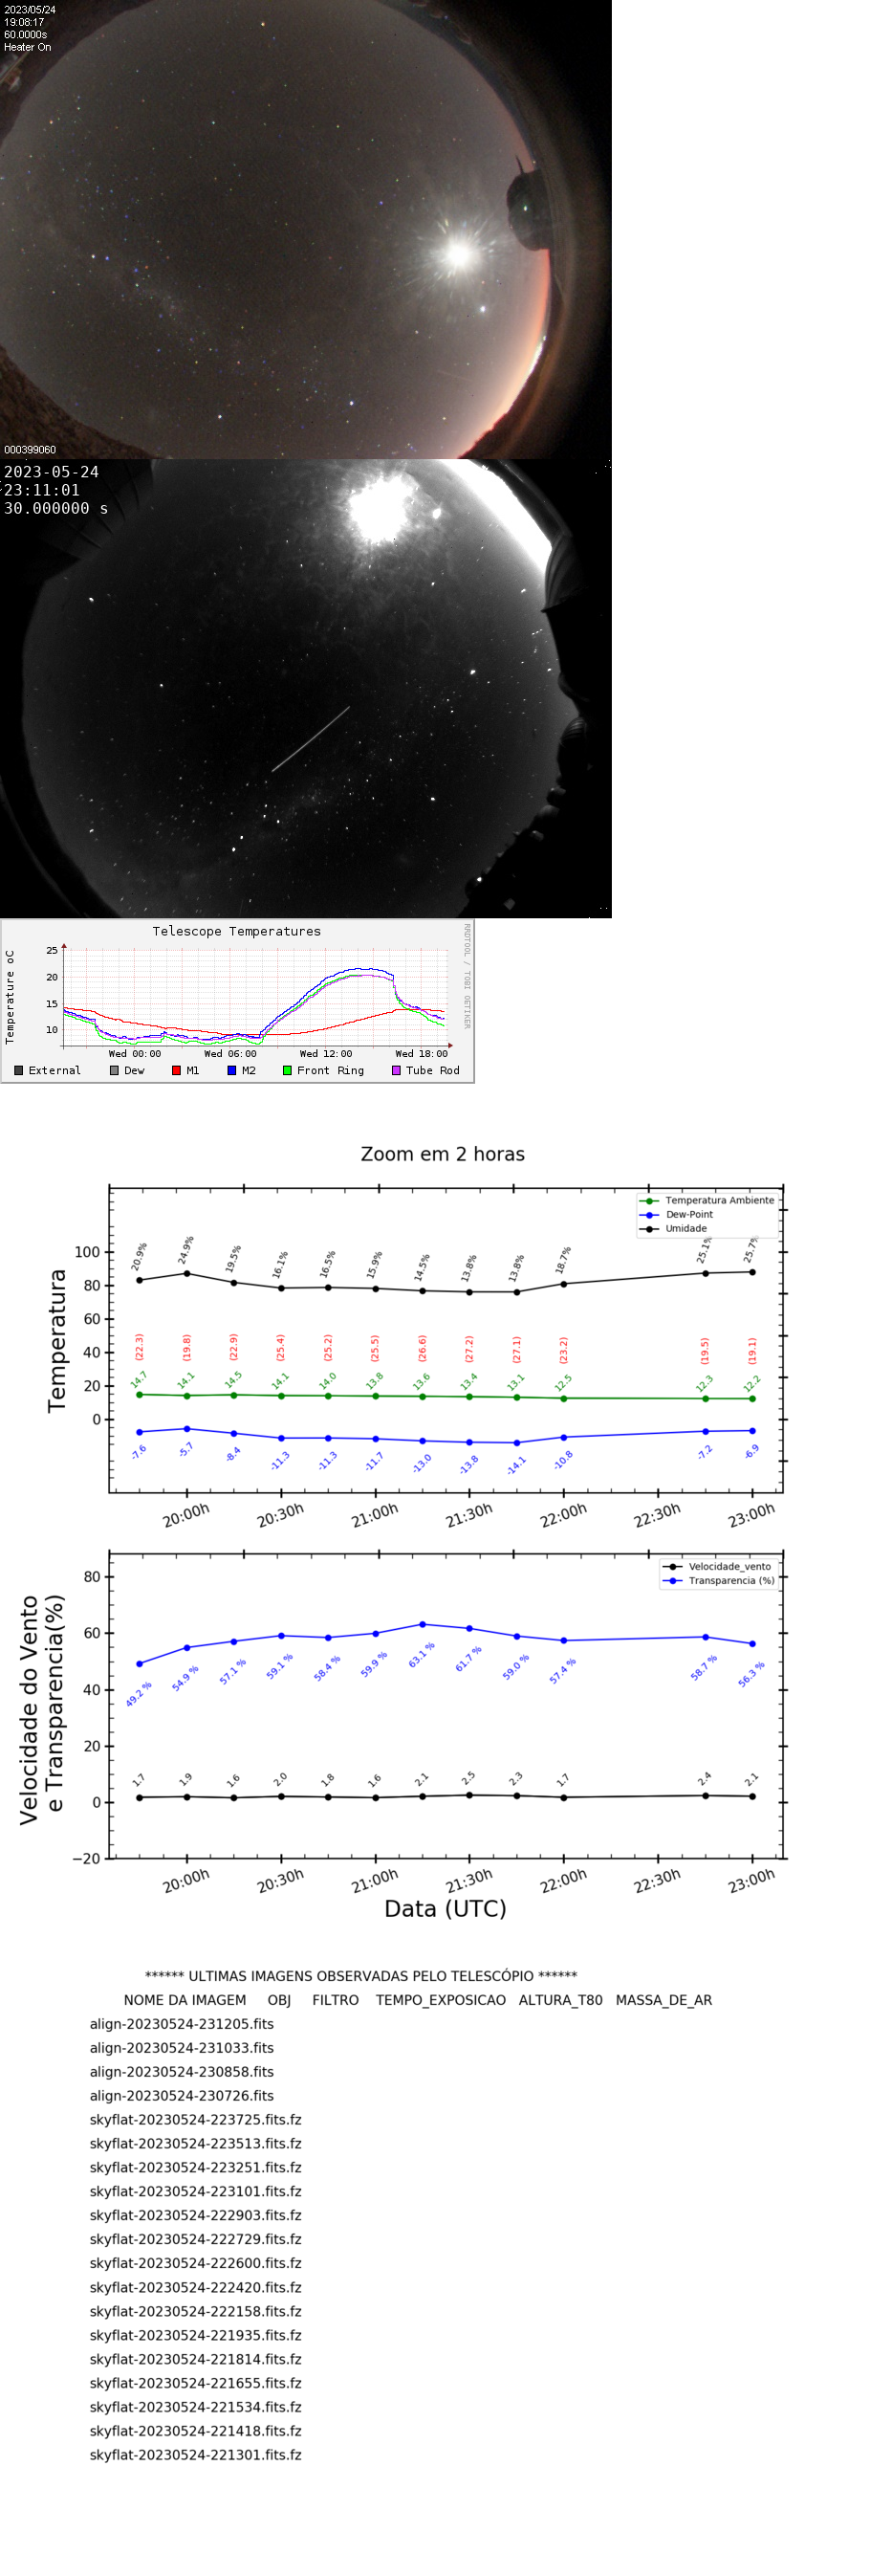 2023/05/24
19:08:17
60.0000s
Heater On
000399060
2023-05-24
23:11:01
30.000000 s
Telescope Temperatures
RRDTOOL / TOBI OETIKER
Temperature oC
25
20
15
10
Wed 00:00 Wed 06:00 Wed 12:00 Wed 18:00
External Dew M1 M2 Front Ring Tube Rod
Zoom em 2 horas
Temperatura Ambiente
Dew-Point
Umidade
Temperatura
100
80
60
40
20
0
20.9% 24.9% 19.5% 16.1% 16.5% 15.9% 14.5% 13.8% 13.8% 18.7% 25.1% 25.7%
(22.3) (19.8) (22.9) (25.4) (25.2) (25.5) (26.6) (27.2) (27.1) (23.2) (19.5) (19.1)
14.7 14.1 14.5 14.1 14.0 13.8 13.6 13.4 13.1 12.5 12.3 12.2
-7.6 -5.7 -8.4 -11.3 -11.3 -11.7 -13.0 -13.8 -14.1 -10.8 -7.2 -6.9
20:00h 20:30h 21:00h 21:30h 22:00h 22:30h 23:00h
Velocidade_vento
Transparencia (%)
Velocidade do Vento
e Transparencia(%)
80
60
40
20
0
−20
49.2 % 54.9 % 57.1 % 59.1 % 58.4 % 59.9 % 63.1 % 61.7 % 59.0 % 57.4 % 58.7 % 56.3 %
1.7 1.9 1.6 2.0 1.8 1.6 2.1 2.5 2.3 1.7 2.4 2.1
20:00h 20:30h 21:00h 21:30h 22:00h 22:30h 23:00h
Data (UTC)
****** ULTIMAS IMAGENS OBSERVADAS PELO TELESCÓPIO ******
NOME DA IMAGEM OBJ FILTRO TEMPO_EXPOSICAO ALTURA_T80 MASSA_DE_AR
align-20230524-231205.fits
align-20230524-231033.fits
align-20230524-230858.fits
align-20230524-230726.fits
skyflat-20230524-223725.fits.fz
skyflat-20230524-223513.fits.fz
skyflat-20230524-223251.fits.fz
skyflat-20230524-223101.fits.fz
skyflat-20230524-222903.fits.fz
skyflat-20230524-222729.fits.fz
skyflat-20230524-222600.fits.fz
skyflat-20230524-222420.fits.fz
skyflat-20230524-222158.fits.fz
skyflat-20230524-221935.fits.fz
skyflat-20230524-221814.fits.fz
skyflat-20230524-221655.fits.fz
skyflat-20230524-221534.fits.fz
skyflat-20230524-221418.fits.fz
skyflat-20230524-221301.fits.fz